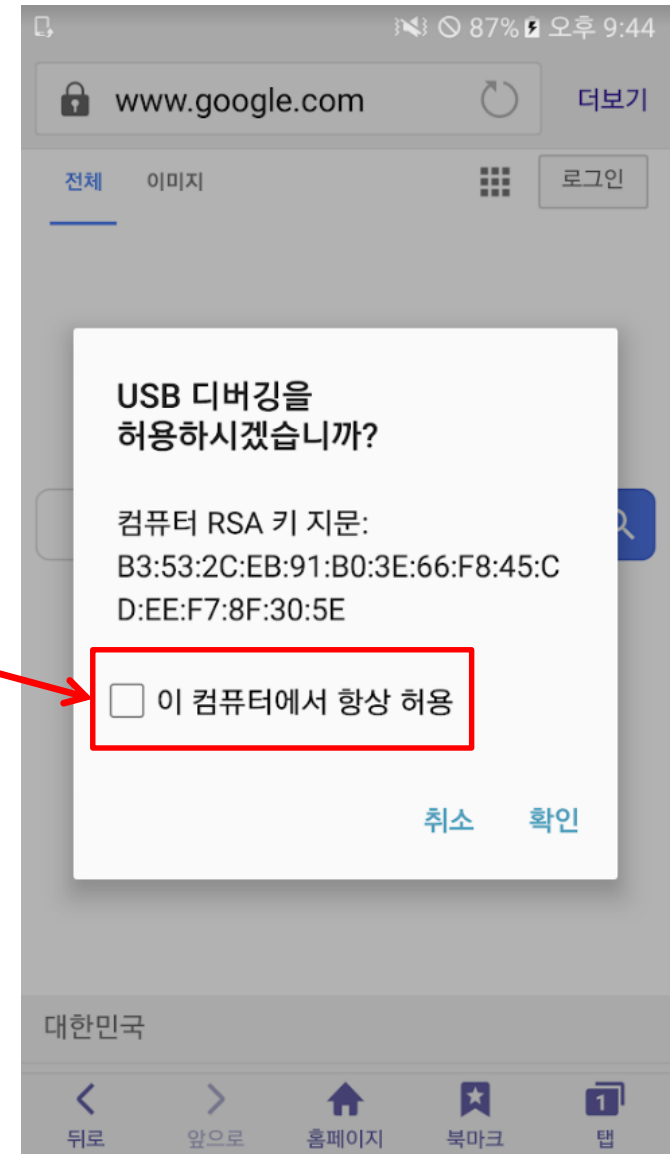 87% 오후 9:44
www.google.com 더보기
전체 이미지 로그인
USB 디버깅을
허용하시겠습니까?
컴퓨터 RSA 키 지문:
B3:53:2C:EB:91:B0:3E:66:F8:45:C
D:EE:F7:8F:30:5E
이 컴퓨터에서 항상 허용
취소 확인
대한민국
1
뒤로 앞으로 홈페이지 북마크 탭